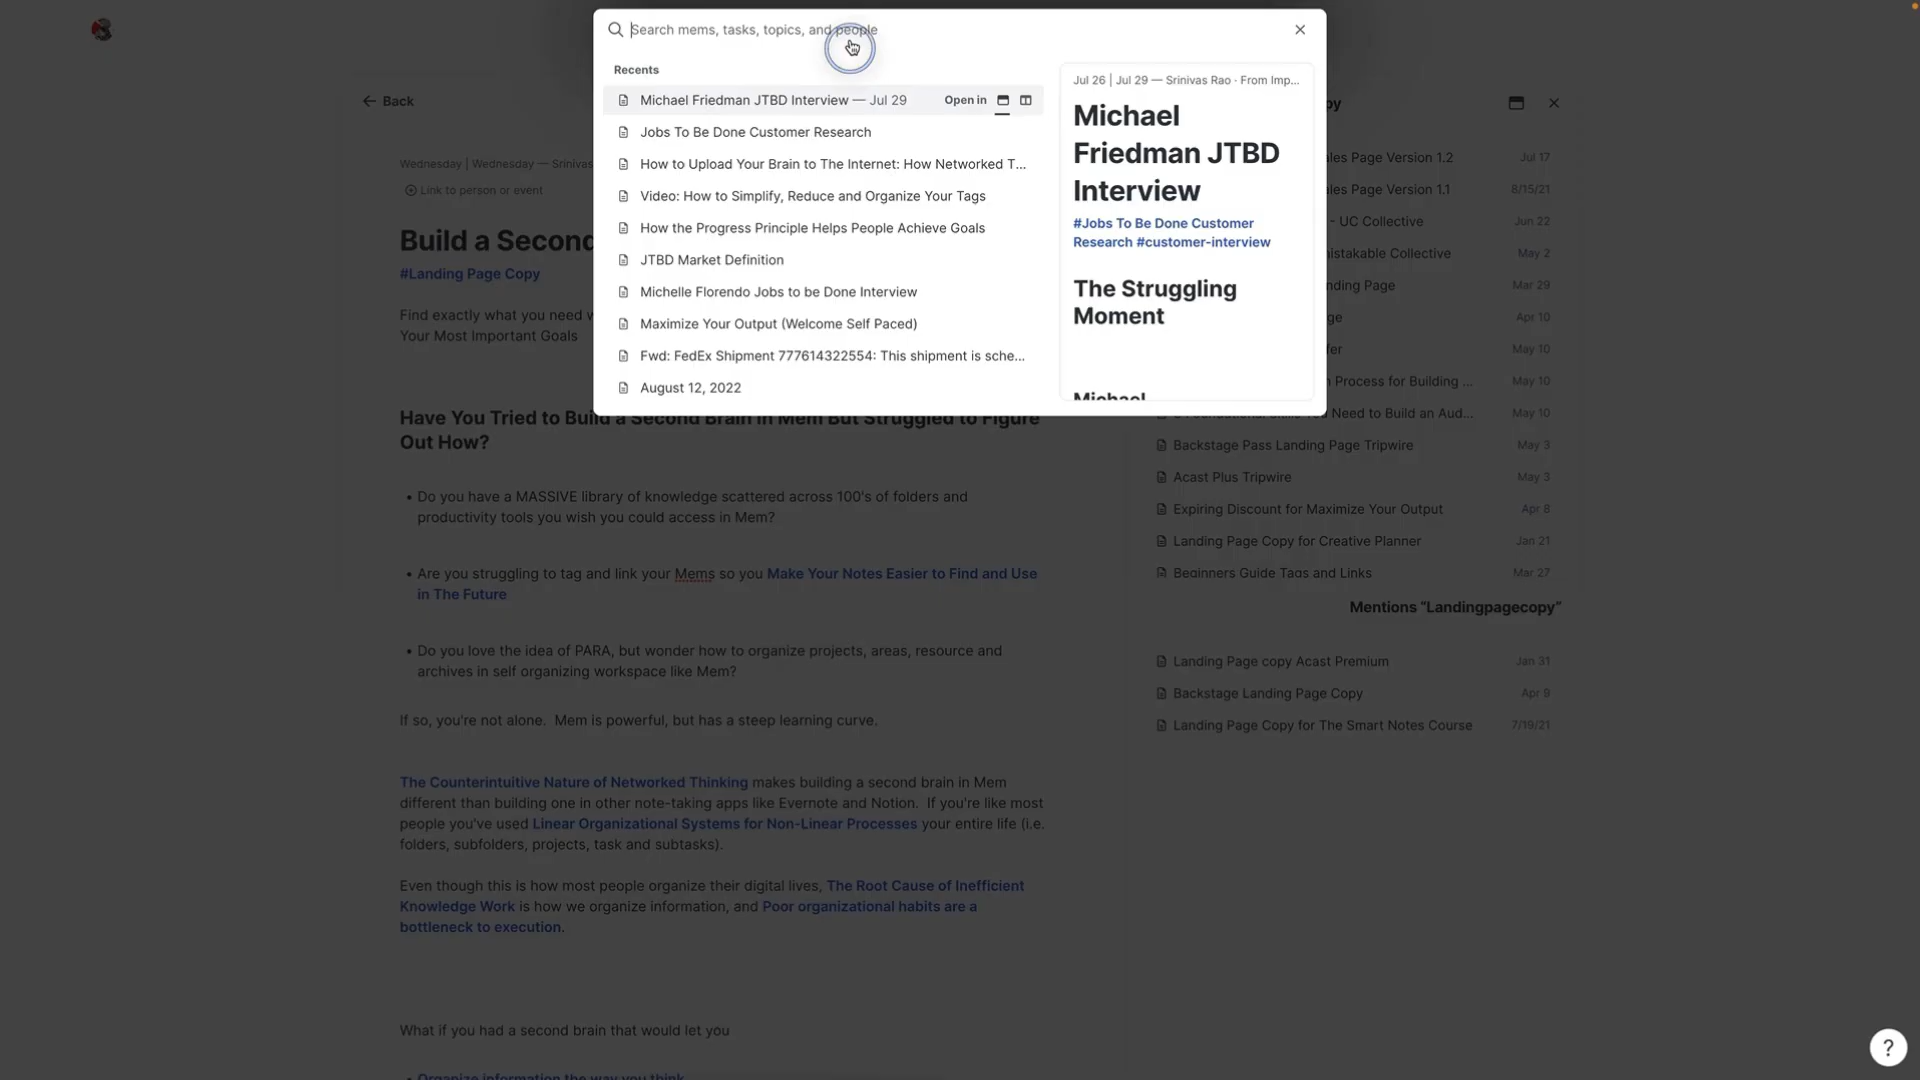 Search mems, tasks, topics, and people
Recents
Michael Friedman JTBD Interview — Jul 29 Open in
Jobs To Be Done Customer Research
How to Upload Your Brain to The Internet: How Networked T...
Video: How to Simplify, Reduce and Organize Your Tags
How the Progress Principle Helps People Achieve Goals
JTBD Market Definition
Michelle Florendo Jobs to be Done Interview
Maximize Your Output (Welcome Self Paced)
Fwd: FedEx Shipment 777614322554: This shipment is sche...
August 12, 2022
Jul 26 | Jul 29 — Srinivas Rao · From Imp...
Michael
Friedman JTBD
Interview
#Jobs To Be Done Customer
Research #customer-interview
The Struggling
Moment
Michael
Back
Wednesday | Wednesday — Srinivas
Link to person or event
Build a Second
#Landing Page Copy
Find exactly what you need
Your Most Important Goals
Have You Tried to Build a Second Brain in Mem But Struggled to Figure
Out How?
• Do you have a MASSIVE library of knowledge scattered across 100's of folders and
productivity tools you wish you could access in Mem?
• Are you struggling to tag and link your Mems so you Make Your Notes Easier to Find and Use
in The Future
• Do you love the idea of PARA, but wonder how to organize projects, areas, resource and
archives in self organizing workspace like Mem?
If so, you're not alone. Mem is powerful, but has a steep learning curve.
The Counterintuitive Nature of Networked Thinking makes building a second brain in Mem
different than building one in other note-taking apps like Evernote and Notion. If you're like most
people you've used Linear Organizational Systems for Non-Linear Processes your entire life (i.e.
folders, subfolders, projects, task and subtasks).
Even though this is how most people organize their digital lives, The Root Cause of Inefficient
Knowledge Work is how we organize information, and Poor organizational habits are a
bottleneck to execution.
What if you had a second brain that would let you
• Organize information the way you think
py
ales Page Version 1.2 Jul 17
ales Page Version 1.1 8/15/21
- UC Collective Jun 22
mistakable Collective May 2
nding Page Mar 29
ge Apr 10
fer May 10
n Process for Building ... May 10
You Need to Build an Aud... May 10
Backstage Pass Landing Page Tripwire May 3
Acast Plus Tripwire May 3
Expiring Discount for Maximize Your Output Apr 8
Landing Page Copy for Creative Planner Jan 21
Beginners Guide Tags and Links Mar 27
Mentions “Landingpagecopy”
Landing Page copy Acast Premium Jan 31
Backstage Landing Page Copy Apr 9
Landing Page Copy for The Smart Notes Course 7/19/21
?